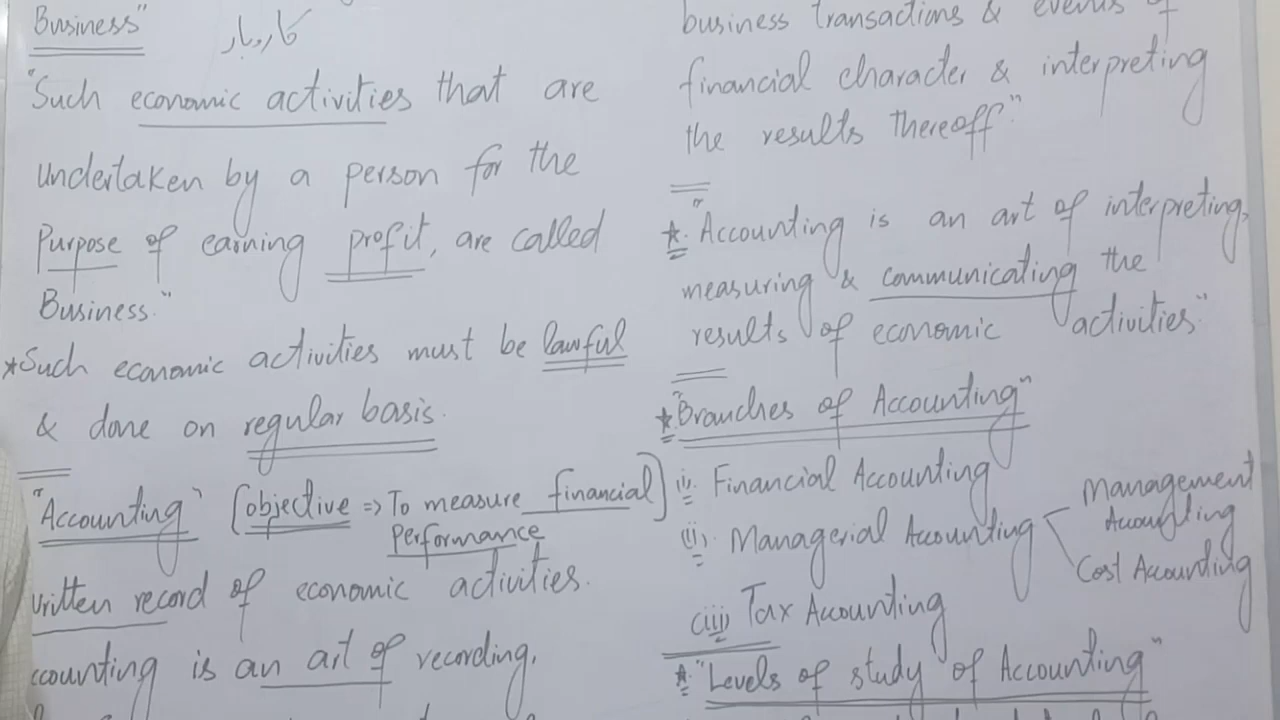 Business" کاروبار
"Such economic activities that are
undertaken by a person for the
Purpose of earning profit, are called
Business."
*Such economic activities must be lawful
& done on regular basis.
"Accounting" [objective => To measure financial]
Performance
written record of economic activities.
ccounting is an art of recording,
business transactions & events of
financial character & interpreting
the results thereoff"
*. "Accounting is an art of interpreting,
measuring & communicating the
results of economic activities"
* "Branches of Accounting"
(i). Financial Accounting
(ii). Managerial Accounting
Management
Accounting
Cost Accounting
(iii) Tax Accounting
*. "Levels of study of Accounting"